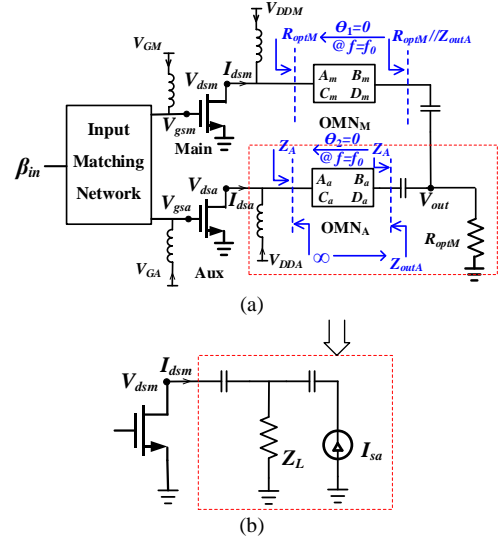 V_DDM
V_GM
R_optM
Θ_1=0
@f=f_0
R_optM//Z_outA
I_dsm
V_dsm
A_m B_m
C_m D_m
V_gsm
Main
OMN_M
Input
Matching
Network
β_in
Z_A
Θ_2=0
@f=f_0
Z_A
V_dsa
I_dsa
A_a B_a
C_a D_a
V_out
V_gsa
OMN_A
R_optM
V_GA
Aux
V_DDA
∞
Z_outA
(a)
I_dsm
V_dsm
Z_L
I_sa
(b)